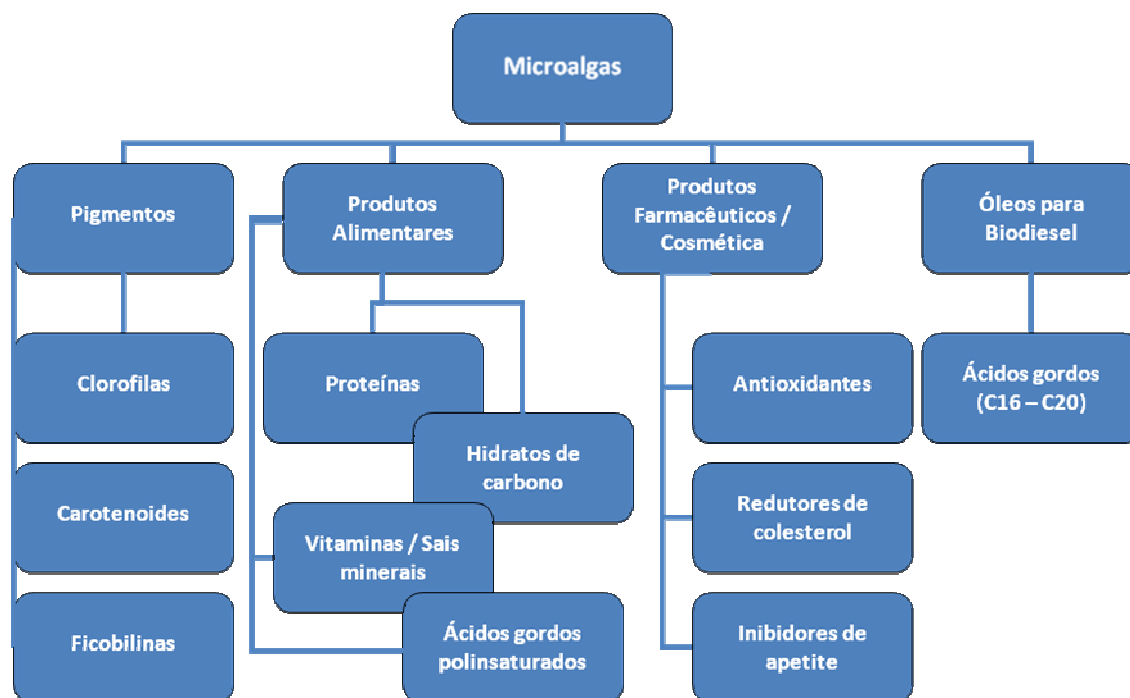 Microalgas
Pigmentos
Produtos
Alimentares
Produtos
Farmacêuticos /
Cosmética
Óleos para
Biodiesel
Clorofilas
Carotenoides
Ficobilinas
Proteínas
Hidratos de
carbono
Vitaminas / Sais
minerais
Ácidos gordos
polinsaturados
Antioxidantes
Redutores de
colesterol
Inibidores de
apetite
Ácidos gordos
(C16 – C20)